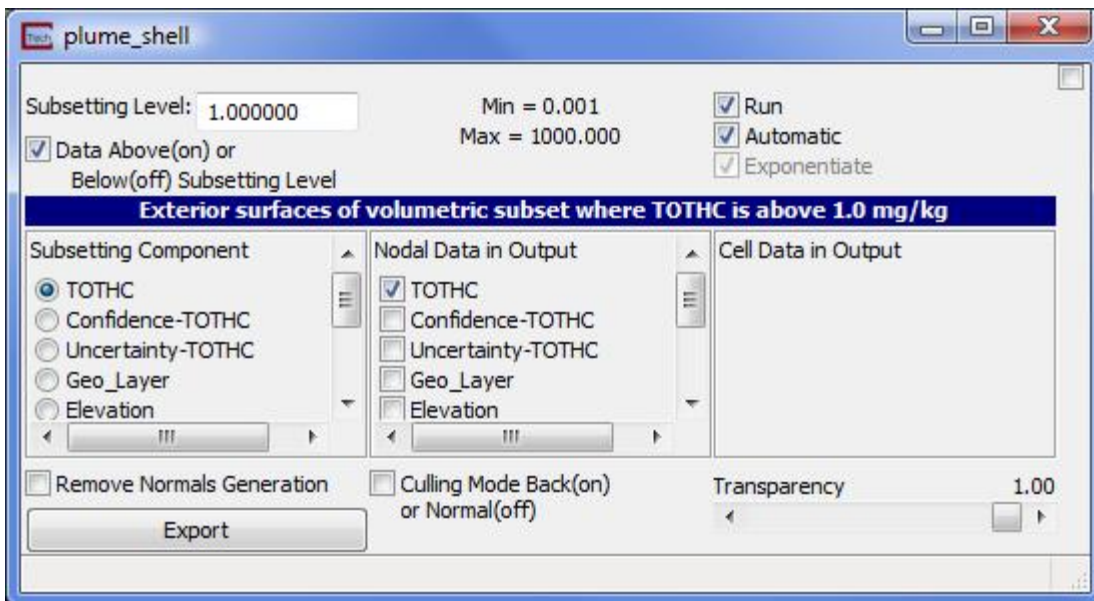 plume_shell
Subsetting Level: 1.000000
Min = 0.001
Max = 1000.000
Run
Automatic
Exponentiate
Data Above(on) or
Below(off) Subsetting Level
Exterior surfaces of volumetric subset where TOTHC is above 1.0 mg/kg
Subsetting Component
TOTHC
Confidence-TOTHC
Uncertainty-TOTHC
Geo_Layer
Elevation
Nodal Data in Output
TOTHC
Confidence-TOTHC
Uncertainty-TOTHC
Geo_Layer
Elevation
Cell Data in Output
Remove Normals Generation
Export
Culling Mode Back(on)
or Normal(off)
Transparency 1.00